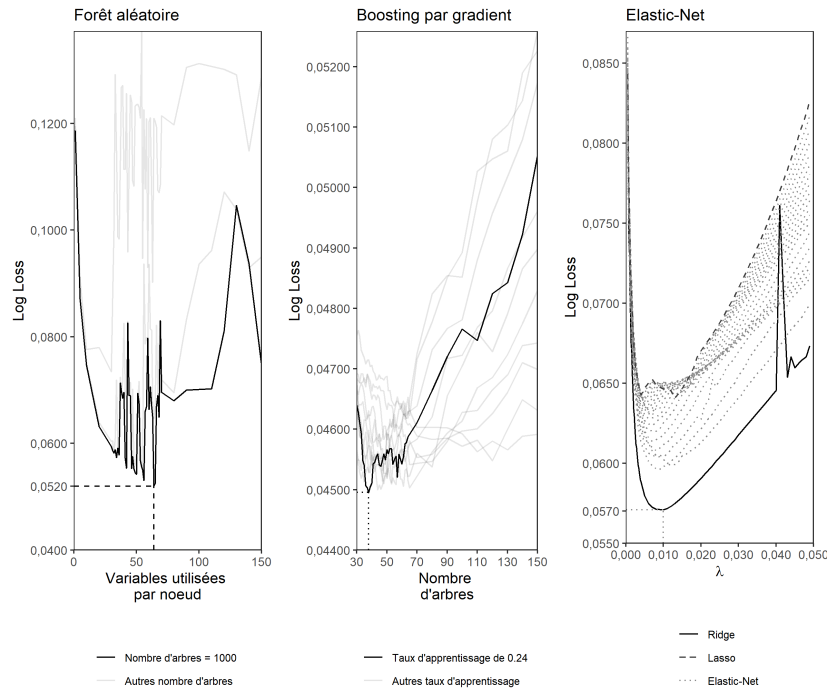 Forêt aléatoire
0,1200
0,1000
0,0800
0,0600
0,0520
0,0400
Log Loss
0
50
100
150
Variables utilisées
par noeud
Nombre d'arbres = 1000
Autres nombre d'arbres
Boosting par gradient
0,05200
0,05100
0,05000
0,04900
0,04800
0,04700
0,04600
0,04500
0,04400
Log Loss
30
50
70
90
110
130
150
Nombre
d'arbres
Taux d'apprentissage de 0.24
Autres taux d'apprentissage
Elastic-Net
0,0850
0,0800
0,0750
0,0700
0,0650
0,0600
0,0570
0,0550
Log Loss
0,000
0,010
0,020
0,030
0,040
0,050
λ
Ridge
Lasso
Elastic-Net